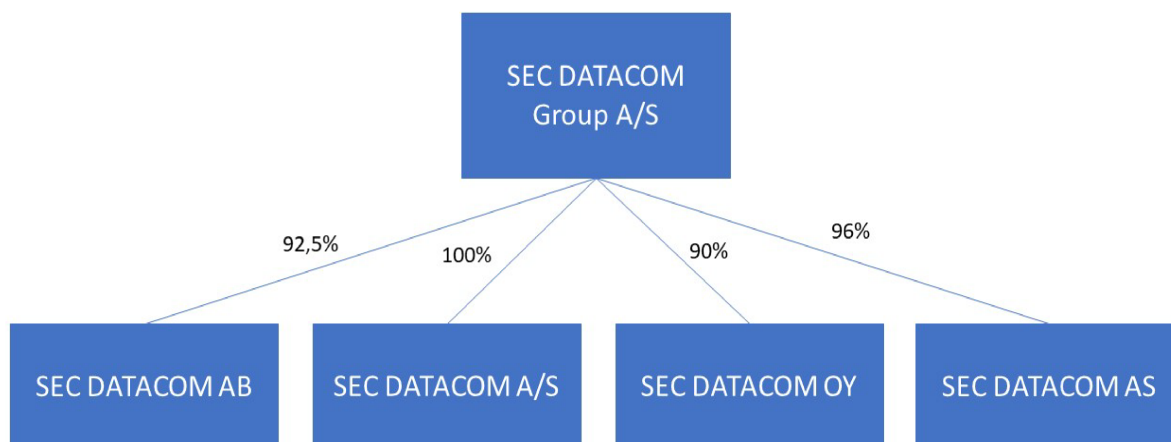 SEC DATACOM
Group A/S
92,5%
100%
90%
96%
SEC DATACOM AB
SEC DATACOM A/S
SEC DATACOM OY
SEC DATACOM AS